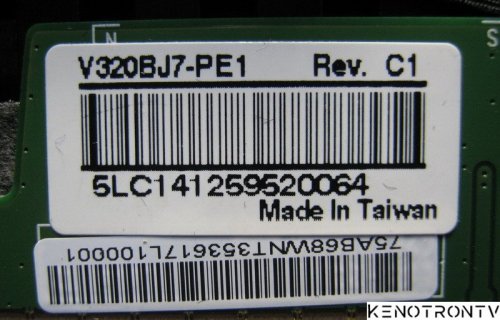 N
S
V320BJ7-PE1 Rev. C1
5LC141259520064
Made In Taiwan
75AB68WNT353617L100001
KENOTRONTV